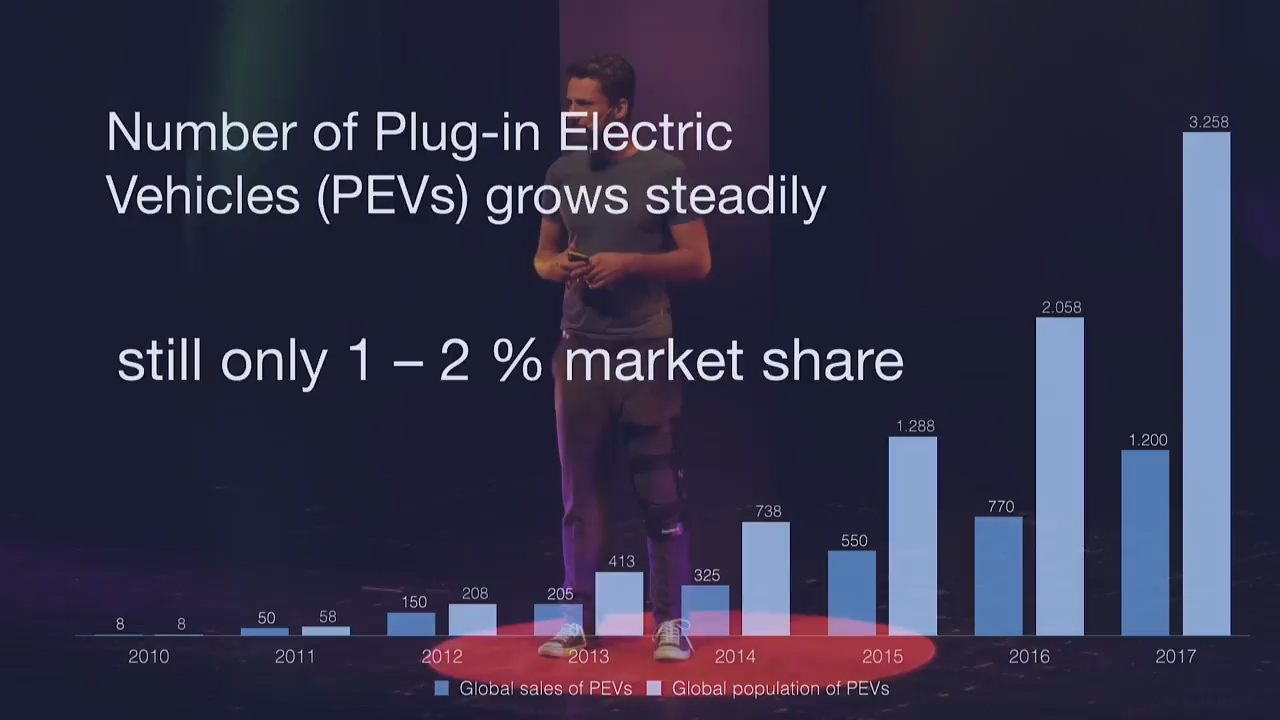 Number of Plug-in Electric
Vehicles (PEVs) grows steadily
still only 1 – 2 % market share
8 8
50 58
150 208
205 413
325 738
550 1.288
770 2.058
1.200 3.258
2010 2011 2012 2013 2014 2015 2016 2017
Global sales of PEVs Global population of PEVs